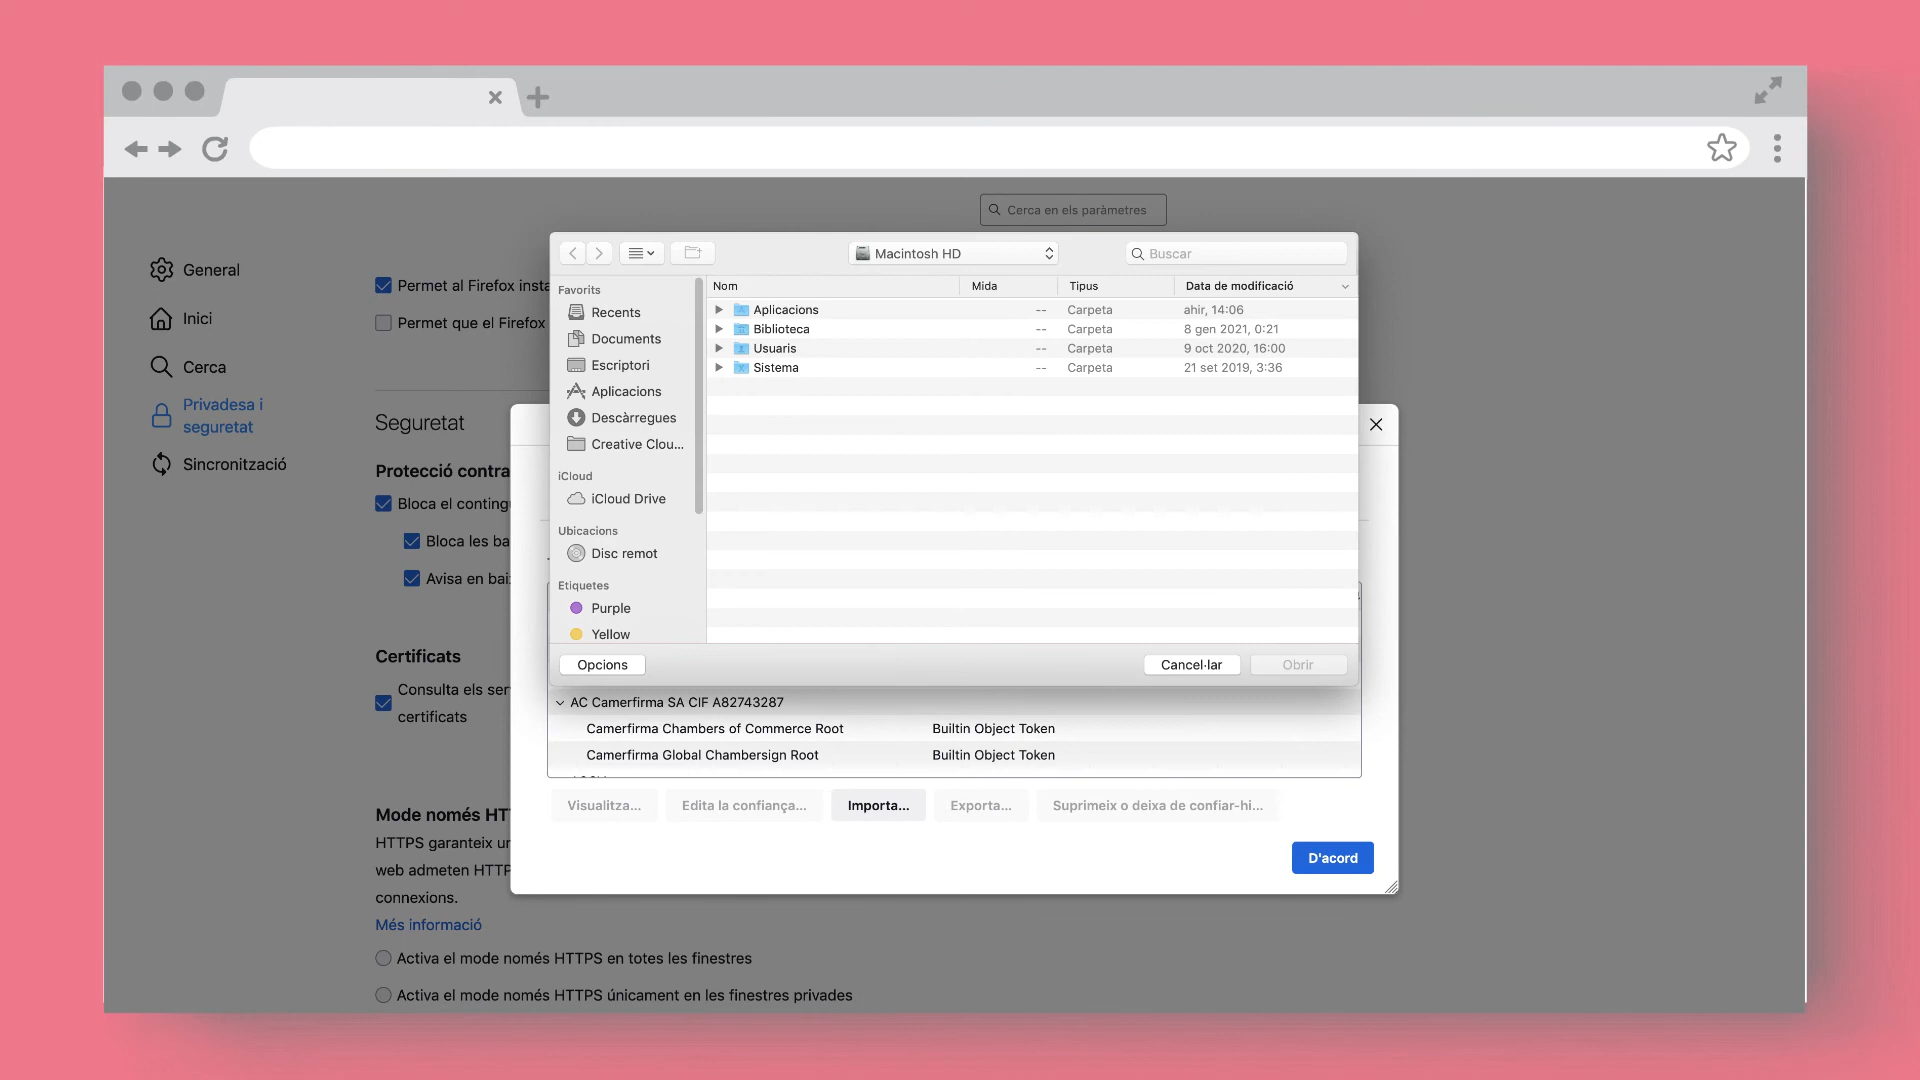 Cerca en els paràmetres
General
Inici
Cerca
Privadesa i
seguretat
Sincronització
Permet al Firefox insta
Permet que el Firefox
Seguretat
Protecció contra
Bloca el conting
Bloca les ba
Avisa en bai
Certificats
Consulta els ser
certificats
Mode només HT
HTTPS garanteix ur
web admeten HTTP
connexions.
Més informació
Activa el mode només HTTPS en totes les finestres
Activa el mode només HTTPS únicament en les finestres privades
Macintosh HD
Buscar
Favorits
Recents
Documents
Escriptori
Aplicacions
Descàrregues
Creative Clou...
iCloud
iCloud Drive
Ubicacions
Disc remot
Etiquetes
Purple
Yellow
Nom Mida Tipus Data de modificació
Aplicacions -- Carpeta ahir, 14:06
Biblioteca -- Carpeta 8 gen 2021, 0:21
Usuaris -- Carpeta 9 oct 2020, 16:00
Sistema -- Carpeta 21 set 2019, 3:36
Opcions Cancel·lar Obrir
AC Camerfirma SA CIF A82743287
Camerfirma Chambers of Commerce Root Builtin Object Token
Camerfirma Global Chambersign Root Builtin Object Token
Visualitza... Edita la confiança... Importa... Exporta... Suprimeix o deixa de confiar-hi...
D'acord